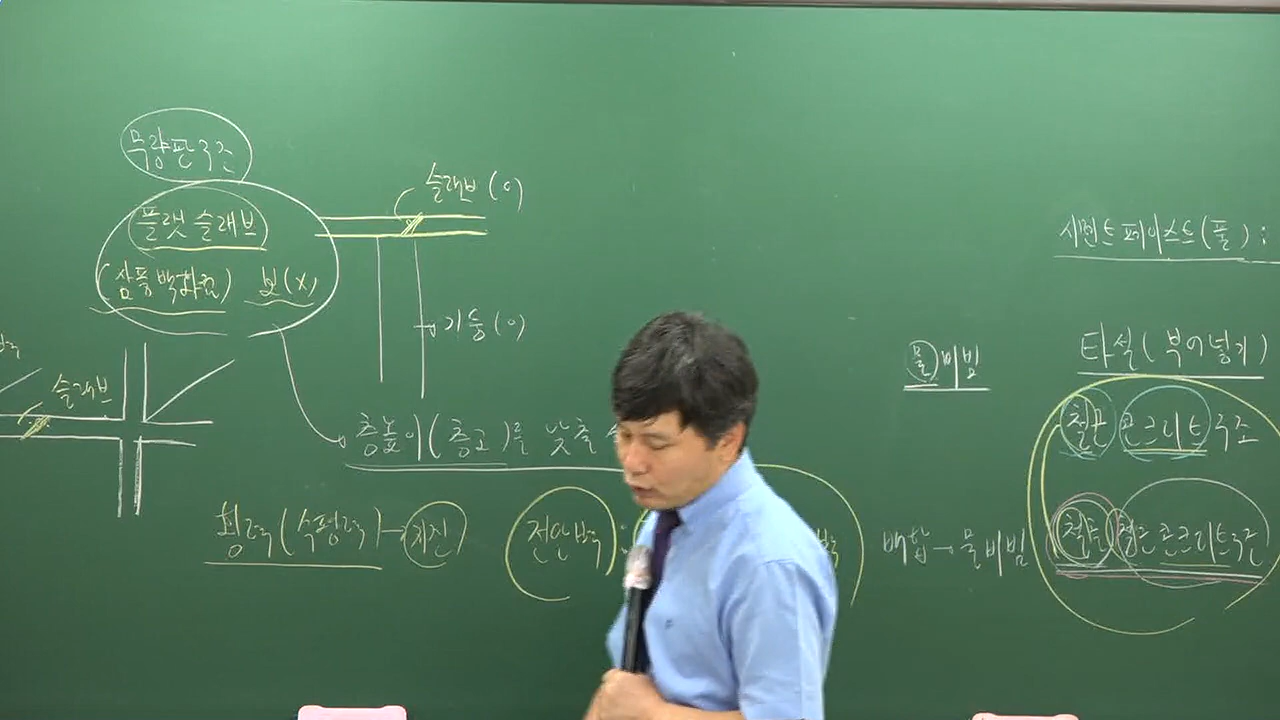 무량판 구조
플랫 슬래브
(삼풍백화점) 보(x)
슬래브(o)
기둥(o)
슬래브
층높이(층고)를 낮출
횡력(수평력)→지진
전단벽
시멘트 페이스트(풀) :
타설(부어넣기)
물비빔
철근 콘크리트 구조
백합→물비빔
철골 철근 콘크리트 구조